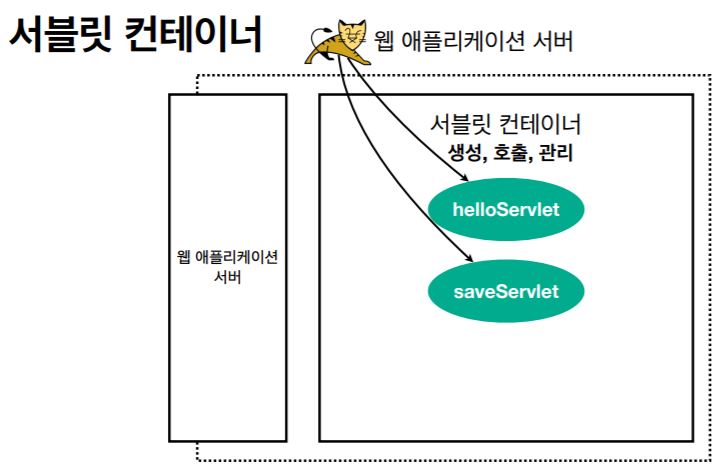 서블릿 컨테이너
웹 애플리케이션 서버
서블릿 컨테이너
생성, 호출, 관리
helloServlet
웹 애플리케이션
서버
saveServlet